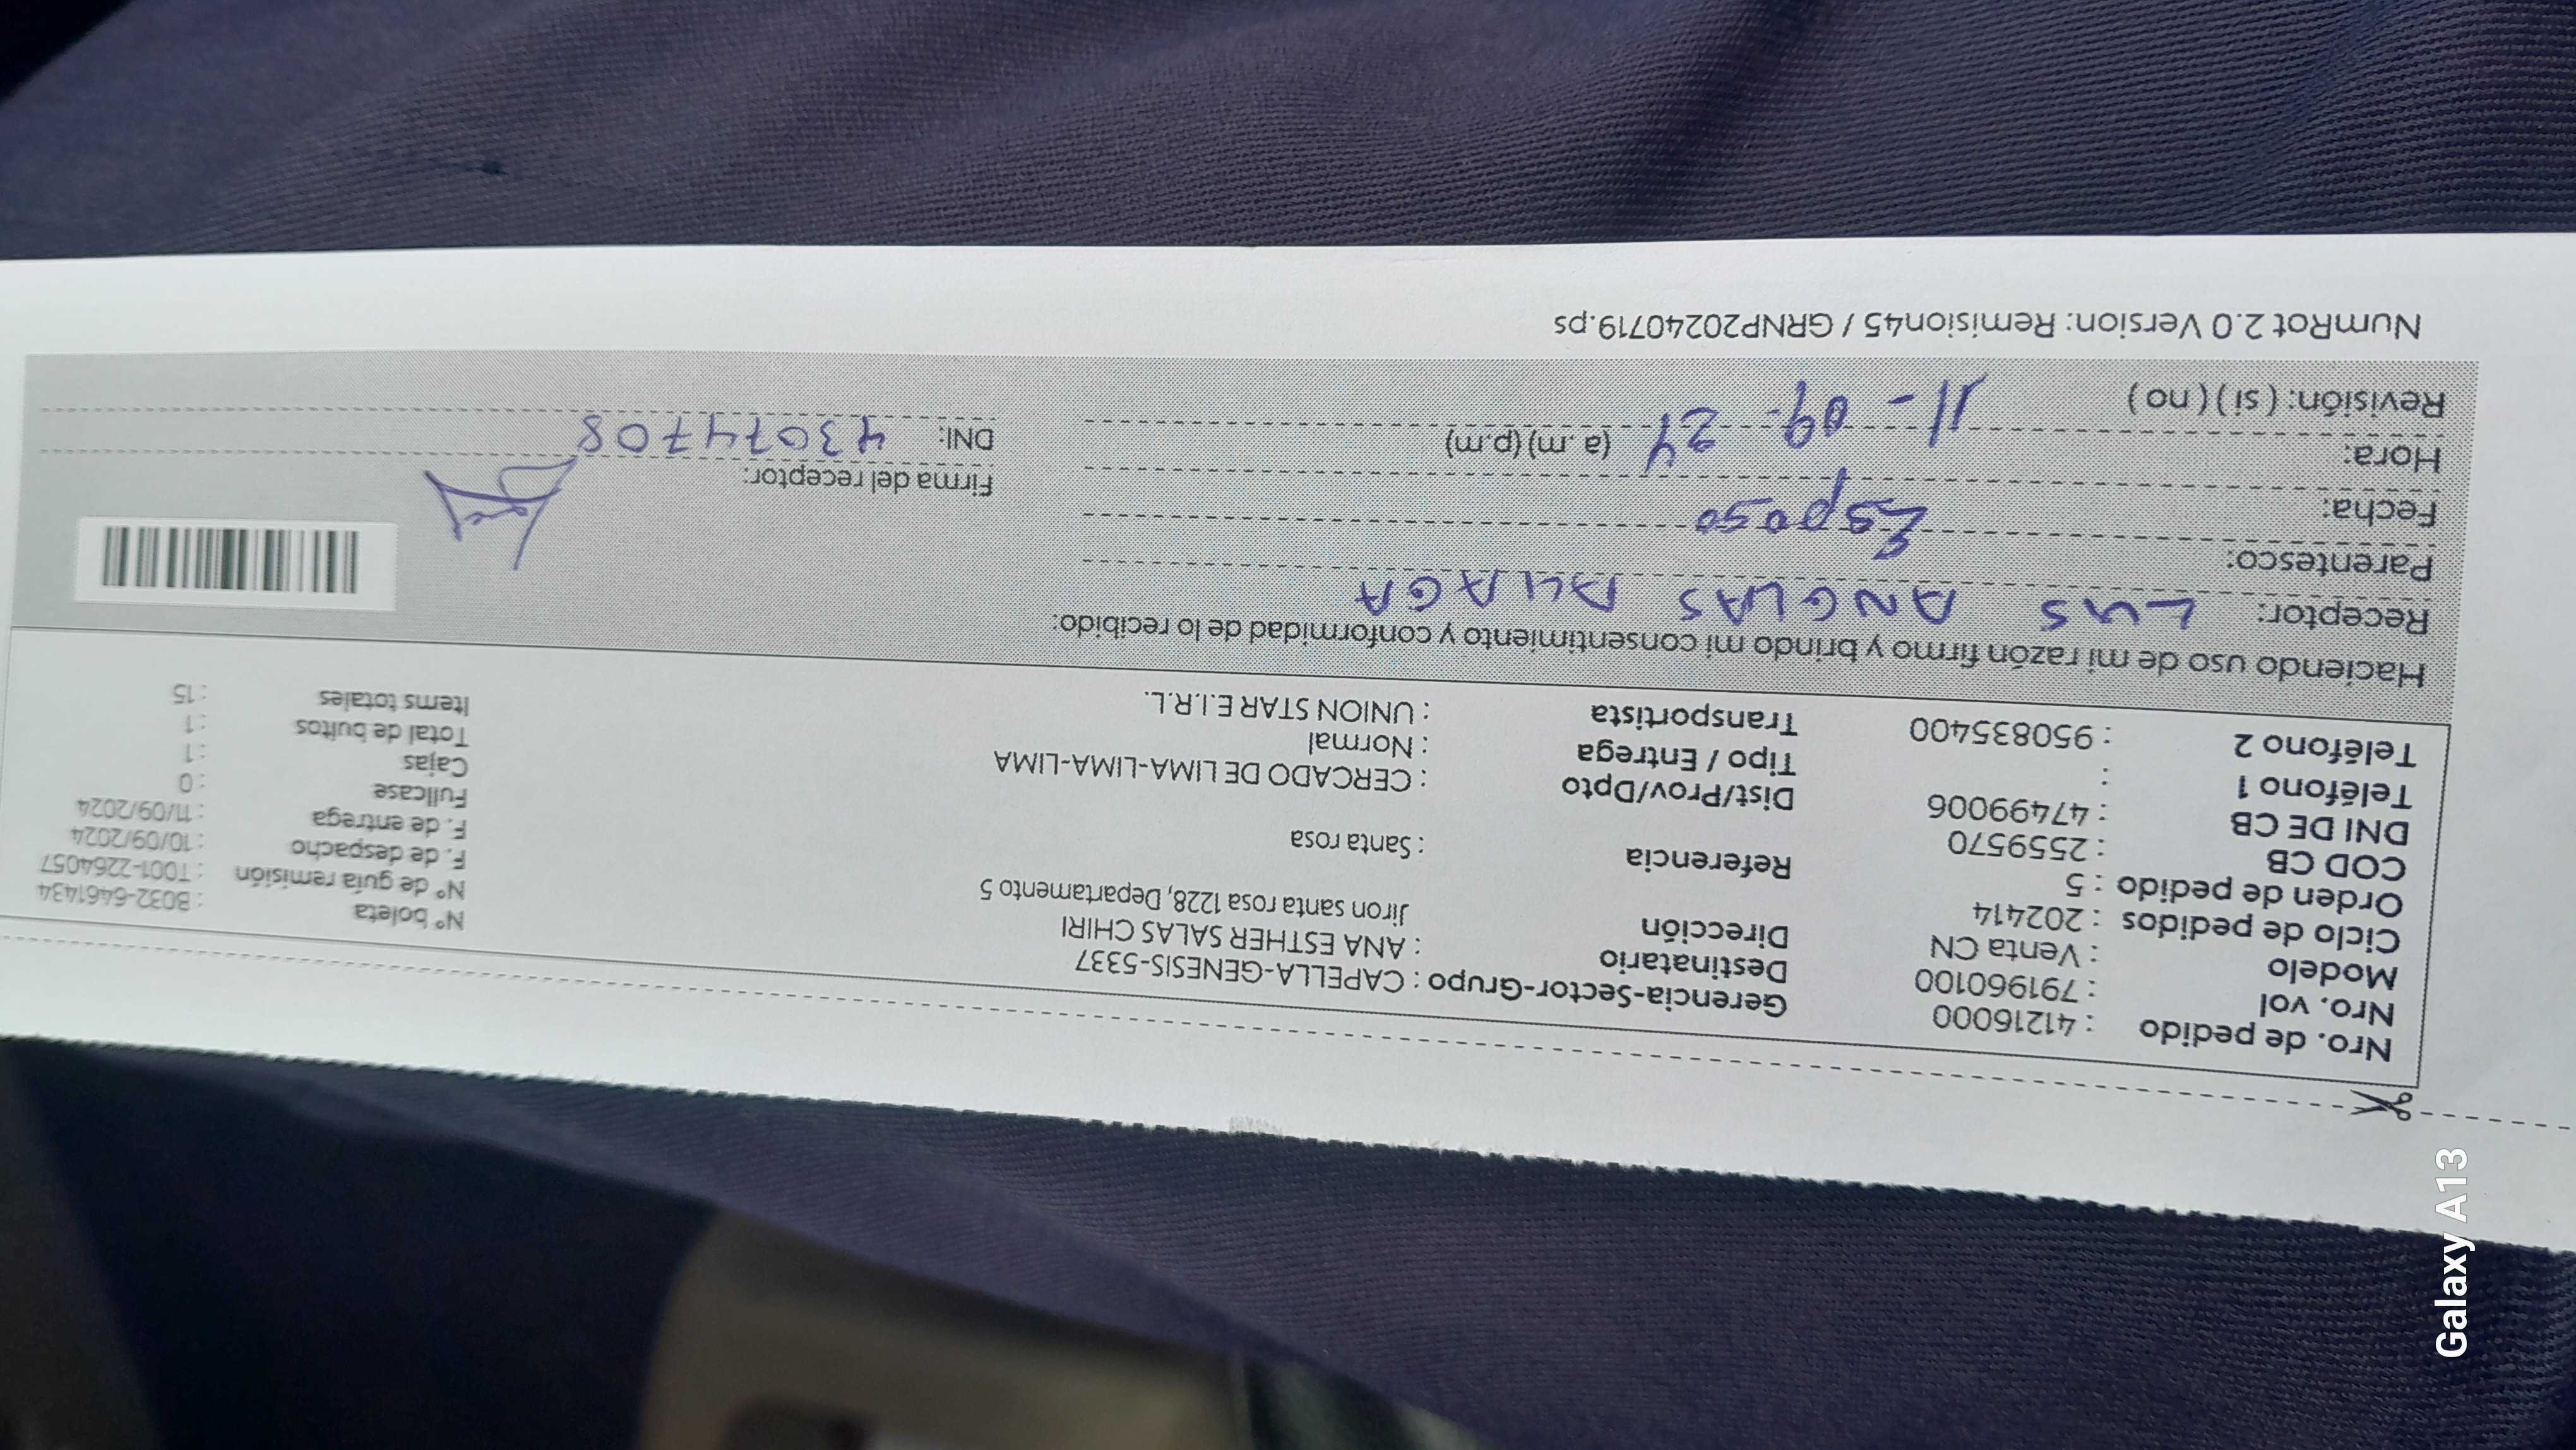 Nro. de pedido : 41216000
Nro. vol : 791960100
Modelo : Venta CN
Ciclo de pedidos : 202414
Orden de pedido : 5
COD CB : 2559570
DNI DE CB : 47499006
Teléfono 1 :
Teléfono 2 : 950835400
Gerencia-Sector-Grupo : CAPELLA-GENESIS-5337
Destinatario : ANA ESTHER SALAS CHIRI
Dirección Jiron santa rosa 1228, Departamento 5
Referencia : Santa rosa
Dist/Prov/Dpto : CERCADO DE LIMA-LIMA-LIMA
Tipo / Entrega : Normal
Transportista : UNION STAR E.I.R.L.
Nº boleta : B032-6461434
Nº de guía remisión : T001-2264057
F. de despacho : 10/09/2024
F. de entrega : 11/09/2024
Fullcase : 0
Cajas : 1
Total de bultos : 1
Items totales : 15
Haciendo uso de mi razón firmo y brindo mi consentimiento y conformidad de lo recibido:
Receptor: LUIS ANGLAS ALIAGA
Parentesco: Esposo
Fecha:
Hora: 11 - 09 - 24 (a. m) (p.m)
Revisión: ( si ) ( no )
Firma del receptor:
DNI: 43074708
NumRot 2.0 Version: Remision45 / GRNP20240719.ps
Galaxy A13